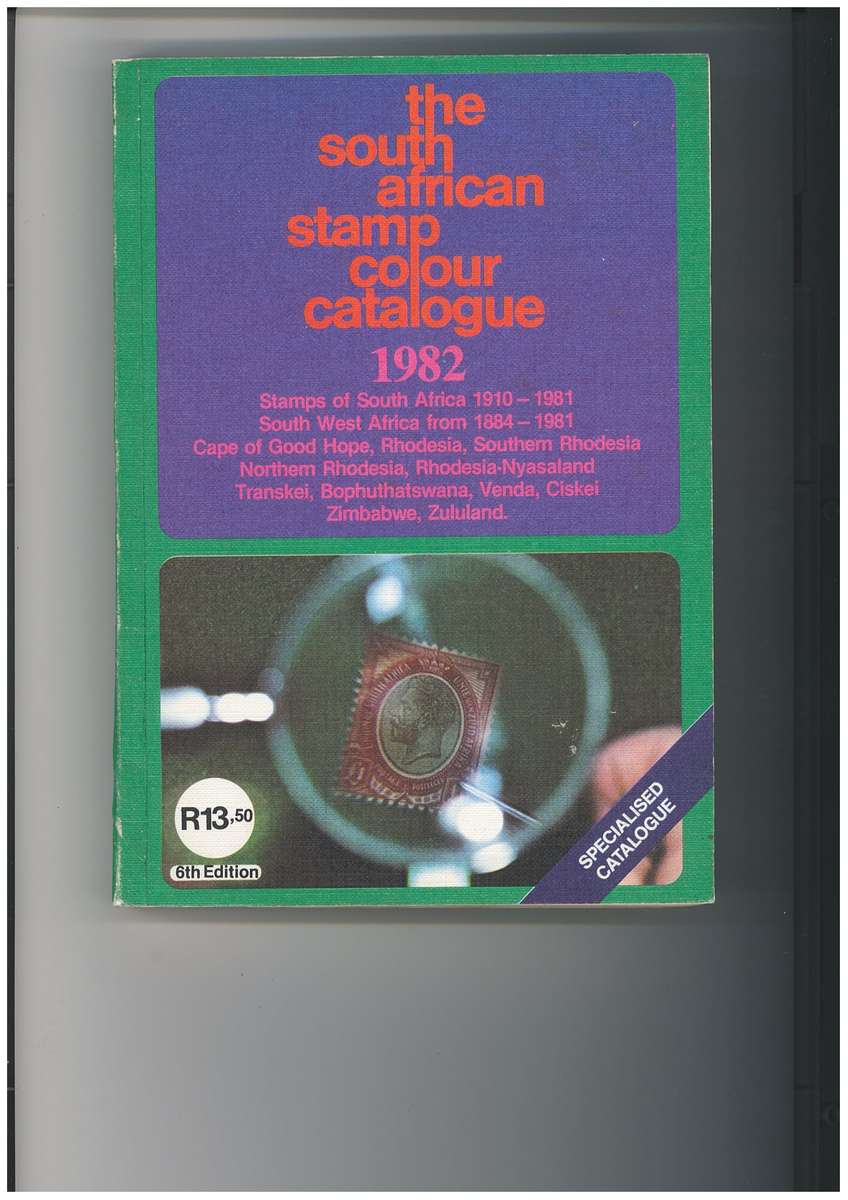 the
south
african
stamp
colour
catalogue
1982
Stamps of South Africa 1910 – 1981
South West Africa from 1884 – 1981
Cape of Good Hope, Rhodesia, Southern Rhodesia
Northern Rhodesia, Rhodesia-Nyasaland
Transkei, Bophuthatswana, Venda, Ciskei
Zimbabwe, Zululand.
R13,50
6th Edition
SPECIALISED
CATALOGUE